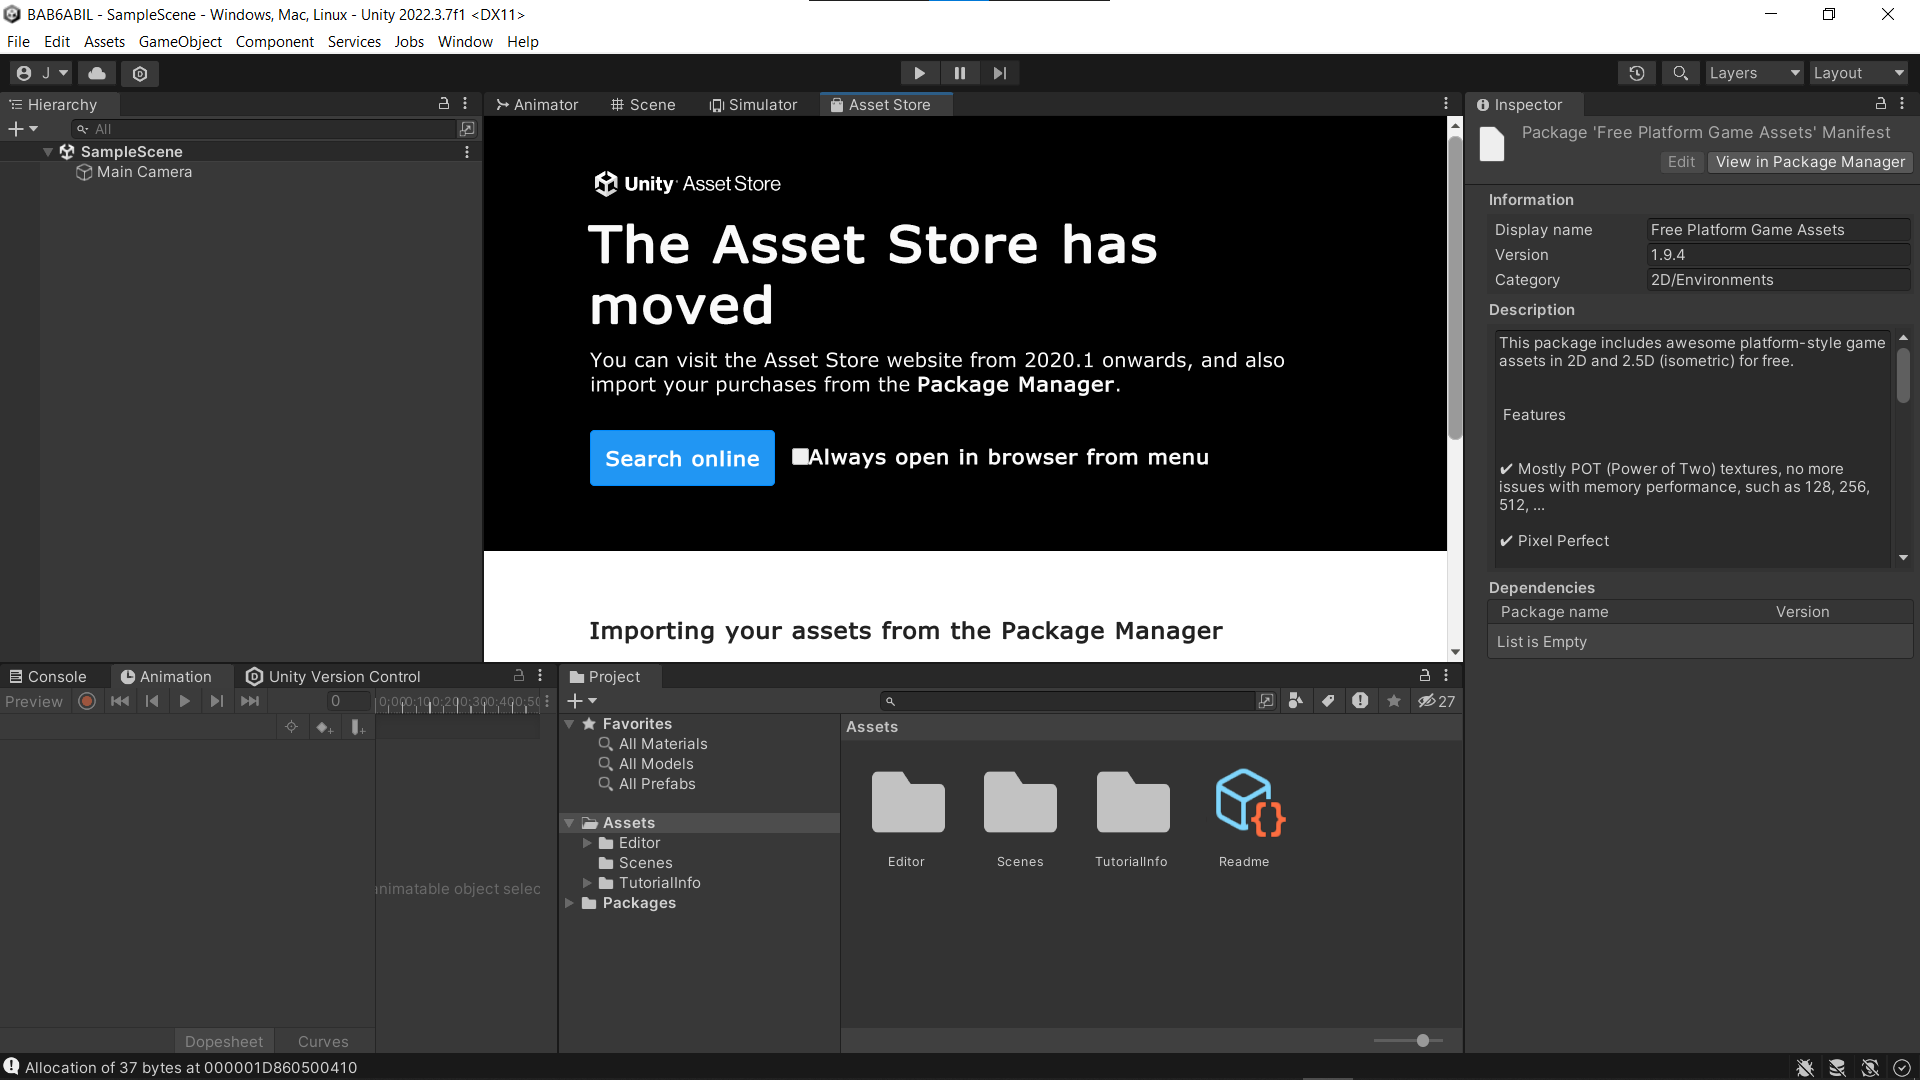 BAB6ABIL - SampleScene - Windows, Mac, Linux - Unity 2022.3.7f1 <DX11>
File Edit Assets GameObject Component Services Jobs Window Help
J
Layers
Layout
Hierarchy
All
SampleScene
Main Camera
Animator
Scene
Simulator
Asset Store
Unity Asset Store
The Asset Store has
moved
You can visit the Asset Store website from 2020.1 onwards, and also
import your purchases from the Package Manager.
Search online
Always open in browser from menu
Importing your assets from the Package Manager
Inspector
Package 'Free Platform Game Assets' Manifest
Edit
View in Package Manager
Information
Display name Free Platform Game Assets
Version 1.9.4
Category 2D/Environments
Description
This package includes awesome platform-style game
assets in 2D and 2.5D (isometric) for free.
Features
✔ Mostly POT (Power of Two) textures, no more
issues with memory performance, such as 128, 256,
512, ...
✔ Pixel Perfect
Dependencies
Package name Version
List is Empty
Console
Animation
Unity Version Control
Preview
0
animatable object selec
Dopesheet
Curves
Project
27
Favorites
All Materials
All Models
All Prefabs
Assets
Editor
Scenes
TutorialInfo
Packages
Assets
Editor
Scenes
TutorialInfo
Readme
Allocation of 37 bytes at 000001D860500410